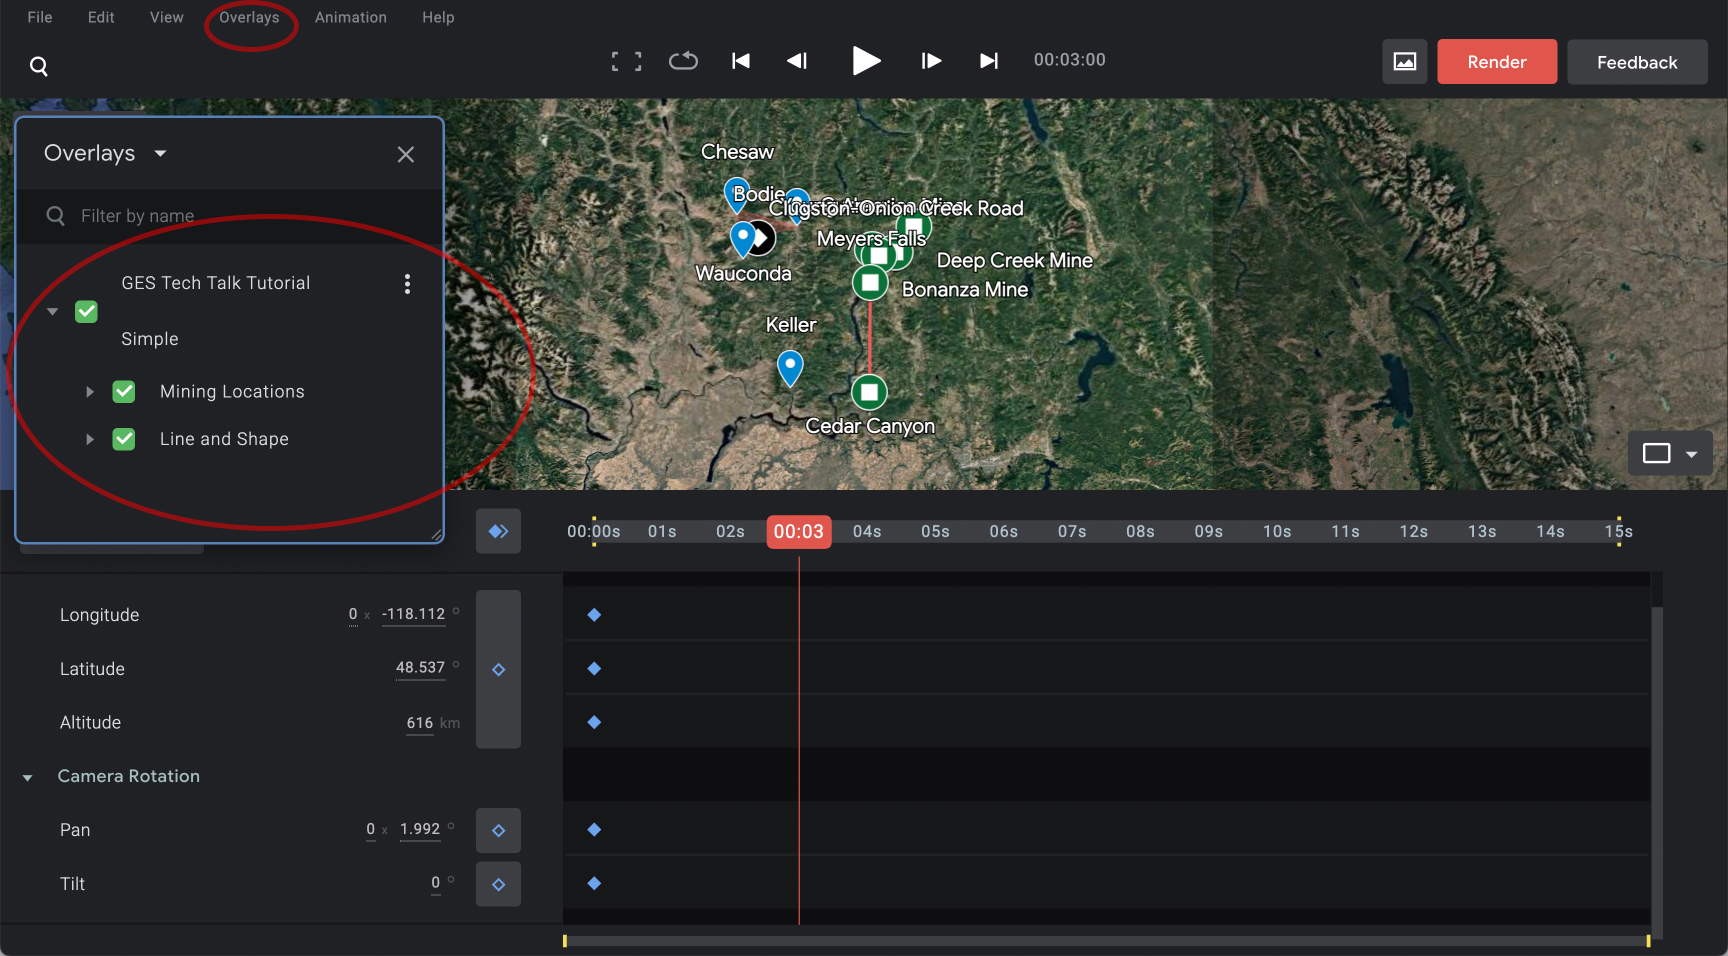 File Edit View Overlays Animation Help
00:03:00
Render
Feedback
Overlays
Filter by name
GES Tech Talk Tutorial
Simple
Mining Locations
Line and Shape
Chesaw
Bodie
Clugston-Onion Creek Road
Meyers Falls
Deep Creek Mine
Wauconda
Bonanza Mine
Keller
Cedar Canyon
00:00s 01s 02s 00:03 04s 05s 06s 07s 08s 09s 10s 11s 12s 13s 14s 15s
Longitude 0 x -118.112 °
Latitude 48.537 °
Altitude 616 km
Camera Rotation
Pan 0 x 1.992 °
Tilt 0 °